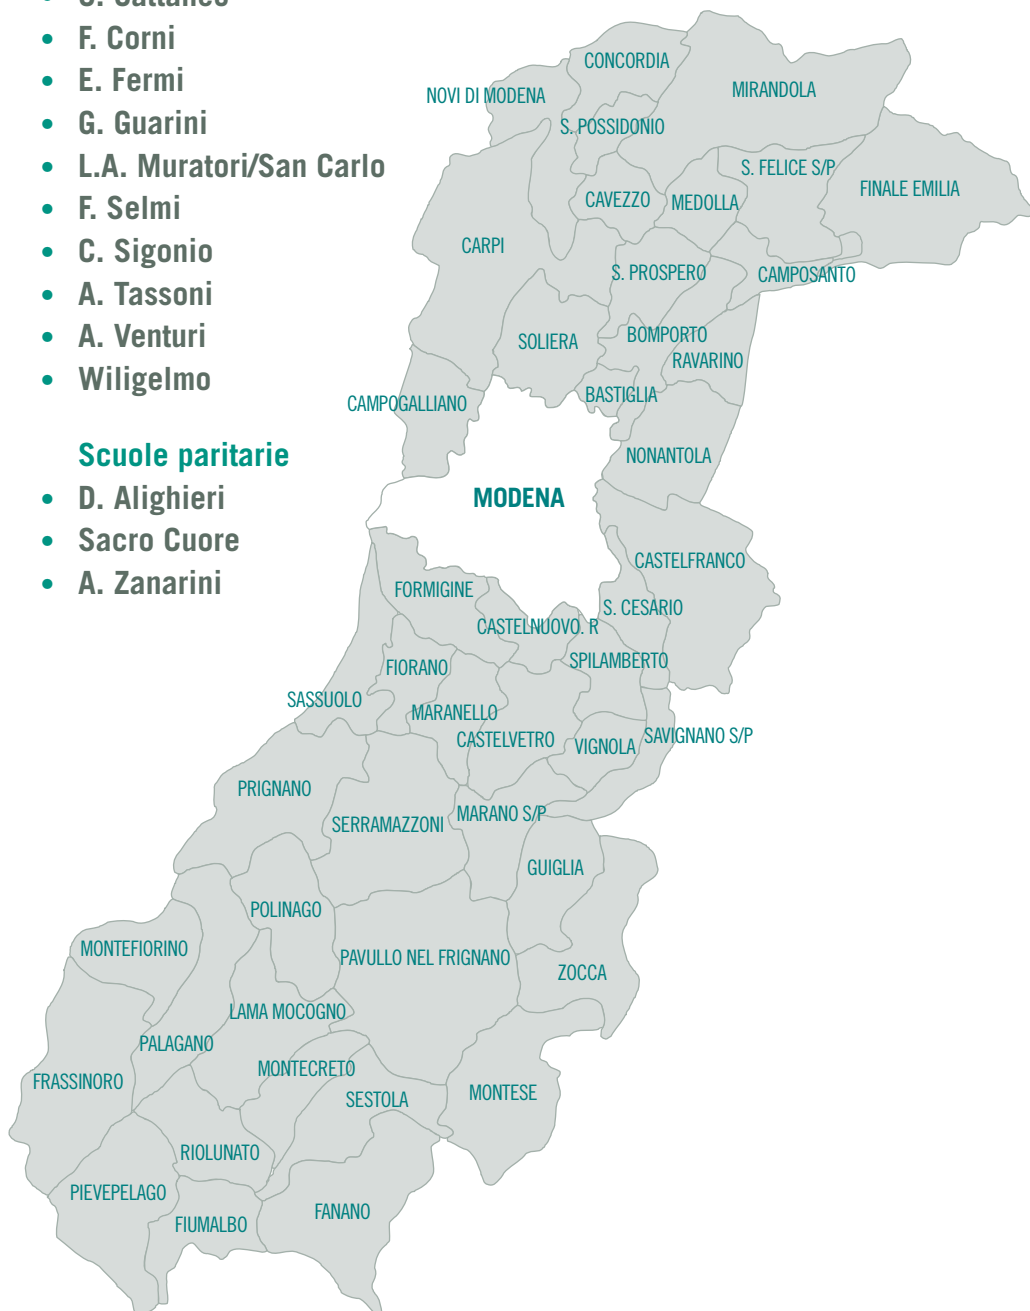 • F. Corni
• E. Fermi
• G. Guarini
• L.A. Muratori/San Carlo
• F. Selmi
• C. Sigonio
• A. Tassoni
• A. Venturi
• Wiligelmo
Scuole paritarie
• D. Alighieri
• Sacro Cuore
• A. Zanarini
CONCORDIA
MIRANDOLA
NOVI DI MODENA
S. POSSIDONIO
S. FELICE S/P
FINALE EMILIA
CAVEZZO
MEDOLLA
CARPI
S. PROSPERO
CAMPOSANTO
SOLIERA
BOMPORTO
RAVARINO
BASTIGLIA
CAMPOGALLIANO
NONANTOLA
MODENA
CASTELFRANCO
FORMIGINE
S. CESARIO
CASTELNUOVO. R
SPILAMBERTO
FIORANO
SASSUOLO
MARANELLO
CASTELVETRO
VIGNOLA
SAVIGNANO S/P
PRIGNANO
SERRAMAZZONI
MARANO S/P
GUIGLIA
POLINAGO
MONTEFIORINO
PAVULLO NEL FRIGNANO
ZOCCA
LAMA MOCOGNO
PALAGANO
MONTECRETO
FRASSINORO
SESTOLA
MONTESE
RIOLUNATO
PIEVEPELAGO
FIUMALBO
FANANO